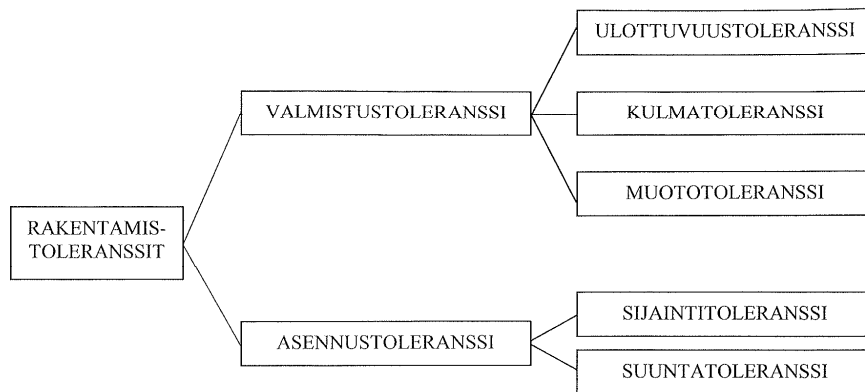 RAKENTAMIS-
TOLERANSSIT
VALMISTUSTOLERANSSI
ULOTTUVUUSTOLERANSSI
KULMATOLERANSSI
MUOTOTOLERANSSI
ASENNUSTOLERANSSI
SIJAINTITOLERANSSI
SUUNTATOLERANSSI